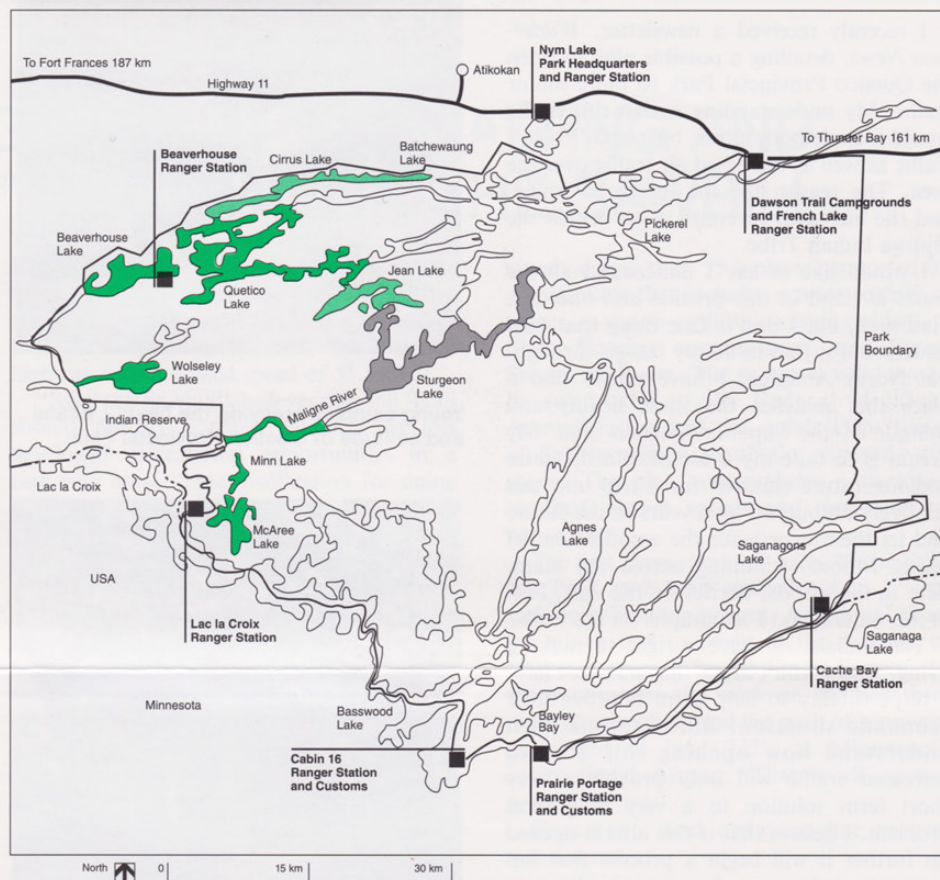 To Fort Frances 187 km
Highway 11
Atikokan
Nym Lake
Park Headquarters
and Ranger Station
To Thunder Bay 161 km
Beaverhouse
Ranger Station
Cirrus Lake
Batchewaung
Lake
Dawson Trail Campgrounds
and French Lake
Ranger Station
Pickerel
Lake
Beaverhouse
Lake
Quetico
Lake
Jean Lake
Park
Boundary
Wolseley
Lake
Sturgeon
Lake
Maligne River
Indian Reserve
Minn Lake
Lac la Croix
McAree
Lake
Agnes
Lake
Saganagons
Lake
USA
Lac la Croix
Ranger Station
Saganaga
Lake
Cache Bay
Ranger Station
Minnesota
Basswood
Lake
Bayley
Bay
Cabin 16
Ranger Station
and Customs
Prairie Portage
Ranger Station
and Customs
North
0
15 km
30 km